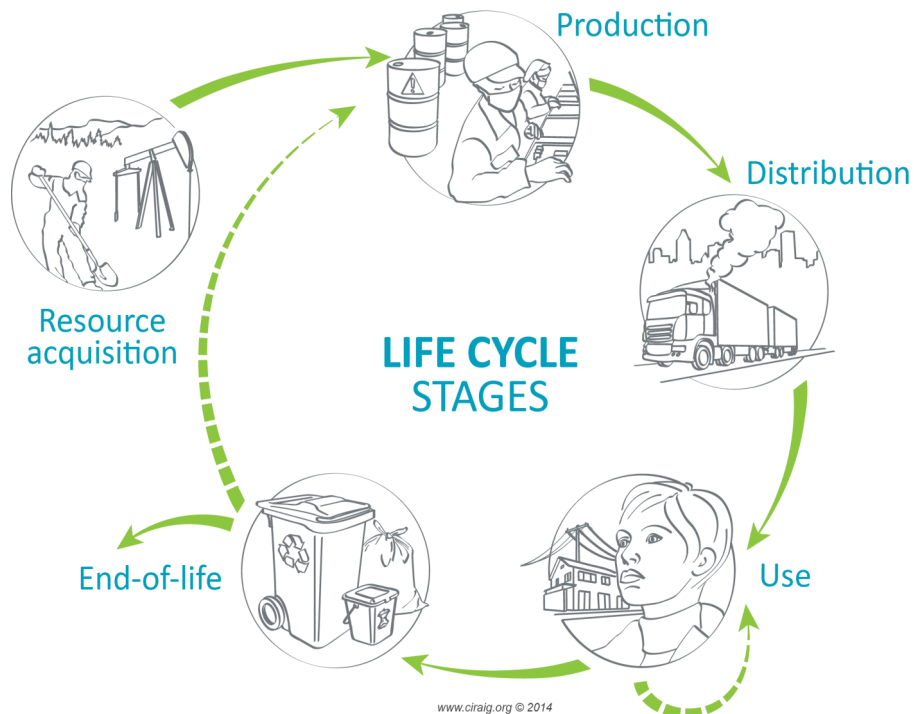 Production
Distribution
Resource
acquisition
LIFE CYCLE
STAGES
End-of-life
Use
www.ciraig.org © 2014